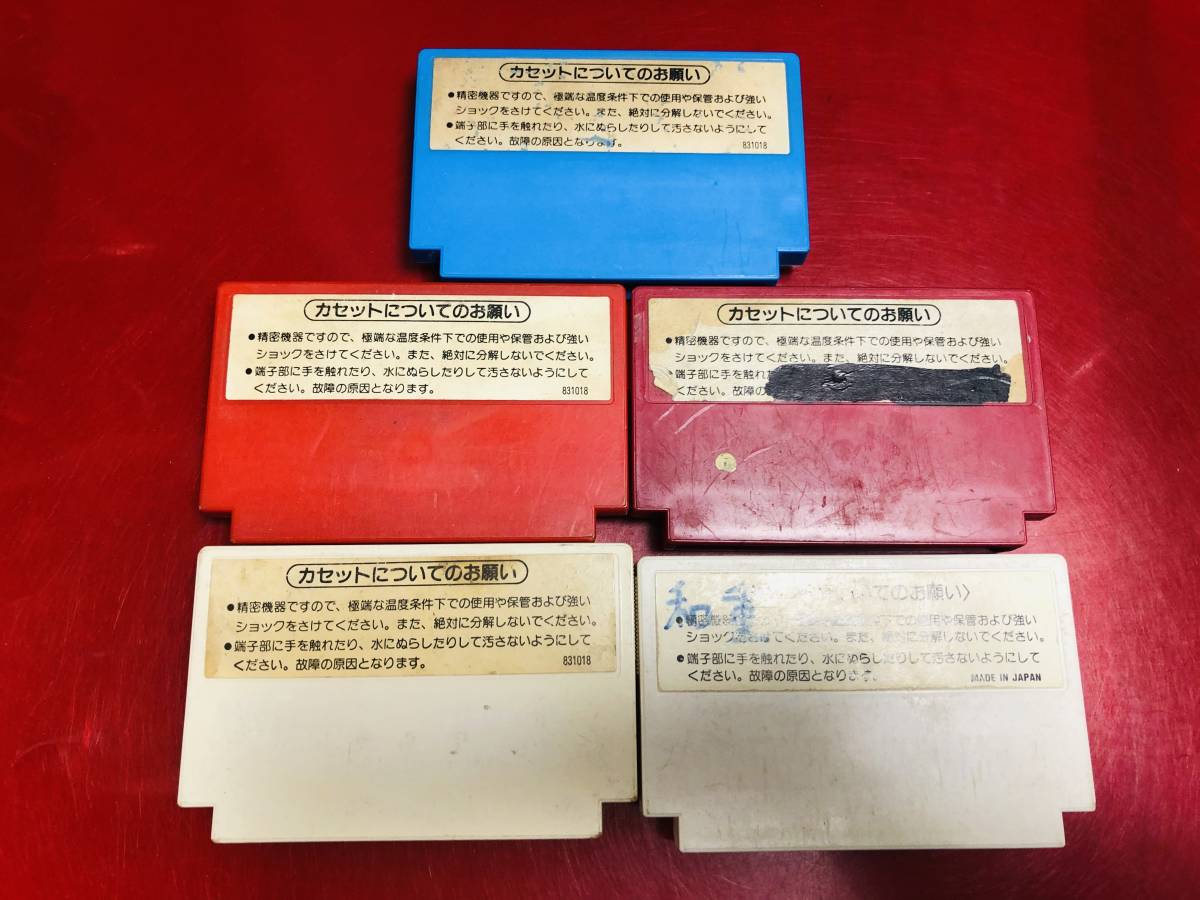 カセットについてのお願い
●精密機器ですので、極端な温度条件下での使用や保管および強い
ショックをさけてください。また、絶対に分解しないでください。
●端子部に手を触れたり、水にぬらしたりして汚さないようにして
ください。故障の原因となります。
831018
カセットについてのお願い
●精密機器ですので、極端な温度条件下での使用や保管および強い
ショックをさけてください。また、絶対に分解しないでください。
●端子部に手を触れたり、水にぬらしたりして汚さないようにして
ください。故障の原因となります。
831018
カセットについてのお願い
●精密機器ですので、極端な温度条件下での使用や保管および強い
ショックをさけてください。また、絶対に分解しないでください。
●端子部に手を触れた
ください。故障の
カセットについてのお願い
●精密機器ですので、極端な温度条件下での使用や保管および強い
ショックをさけてください。また、絶対に分解しないでください。
●端子部に手を触れたり、水にぬらしたりして汚さないようにして
ください。故障の原因となります。
831018
和重
いてのお願い〉
●精密機 下での使用や保管および強い
ショックをさけてください。また、絶対に分解しないでください。
●端子部に手を触れたり、水にぬらしたりして汚さないようにして
ください。故障の原因となります。
MADE IN JAPAN